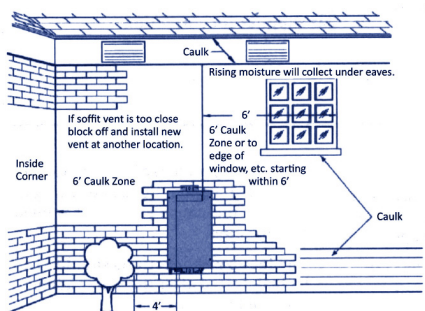 Caulk
Rising moisture will collect under eaves.
If soffit vent is too close
block off and install new
vent at another location.
6'
6' Caulk
Zone or to
edge of
window, etc. starting
within 6'
Inside
Corner
6' Caulk Zone
Caulk
4'